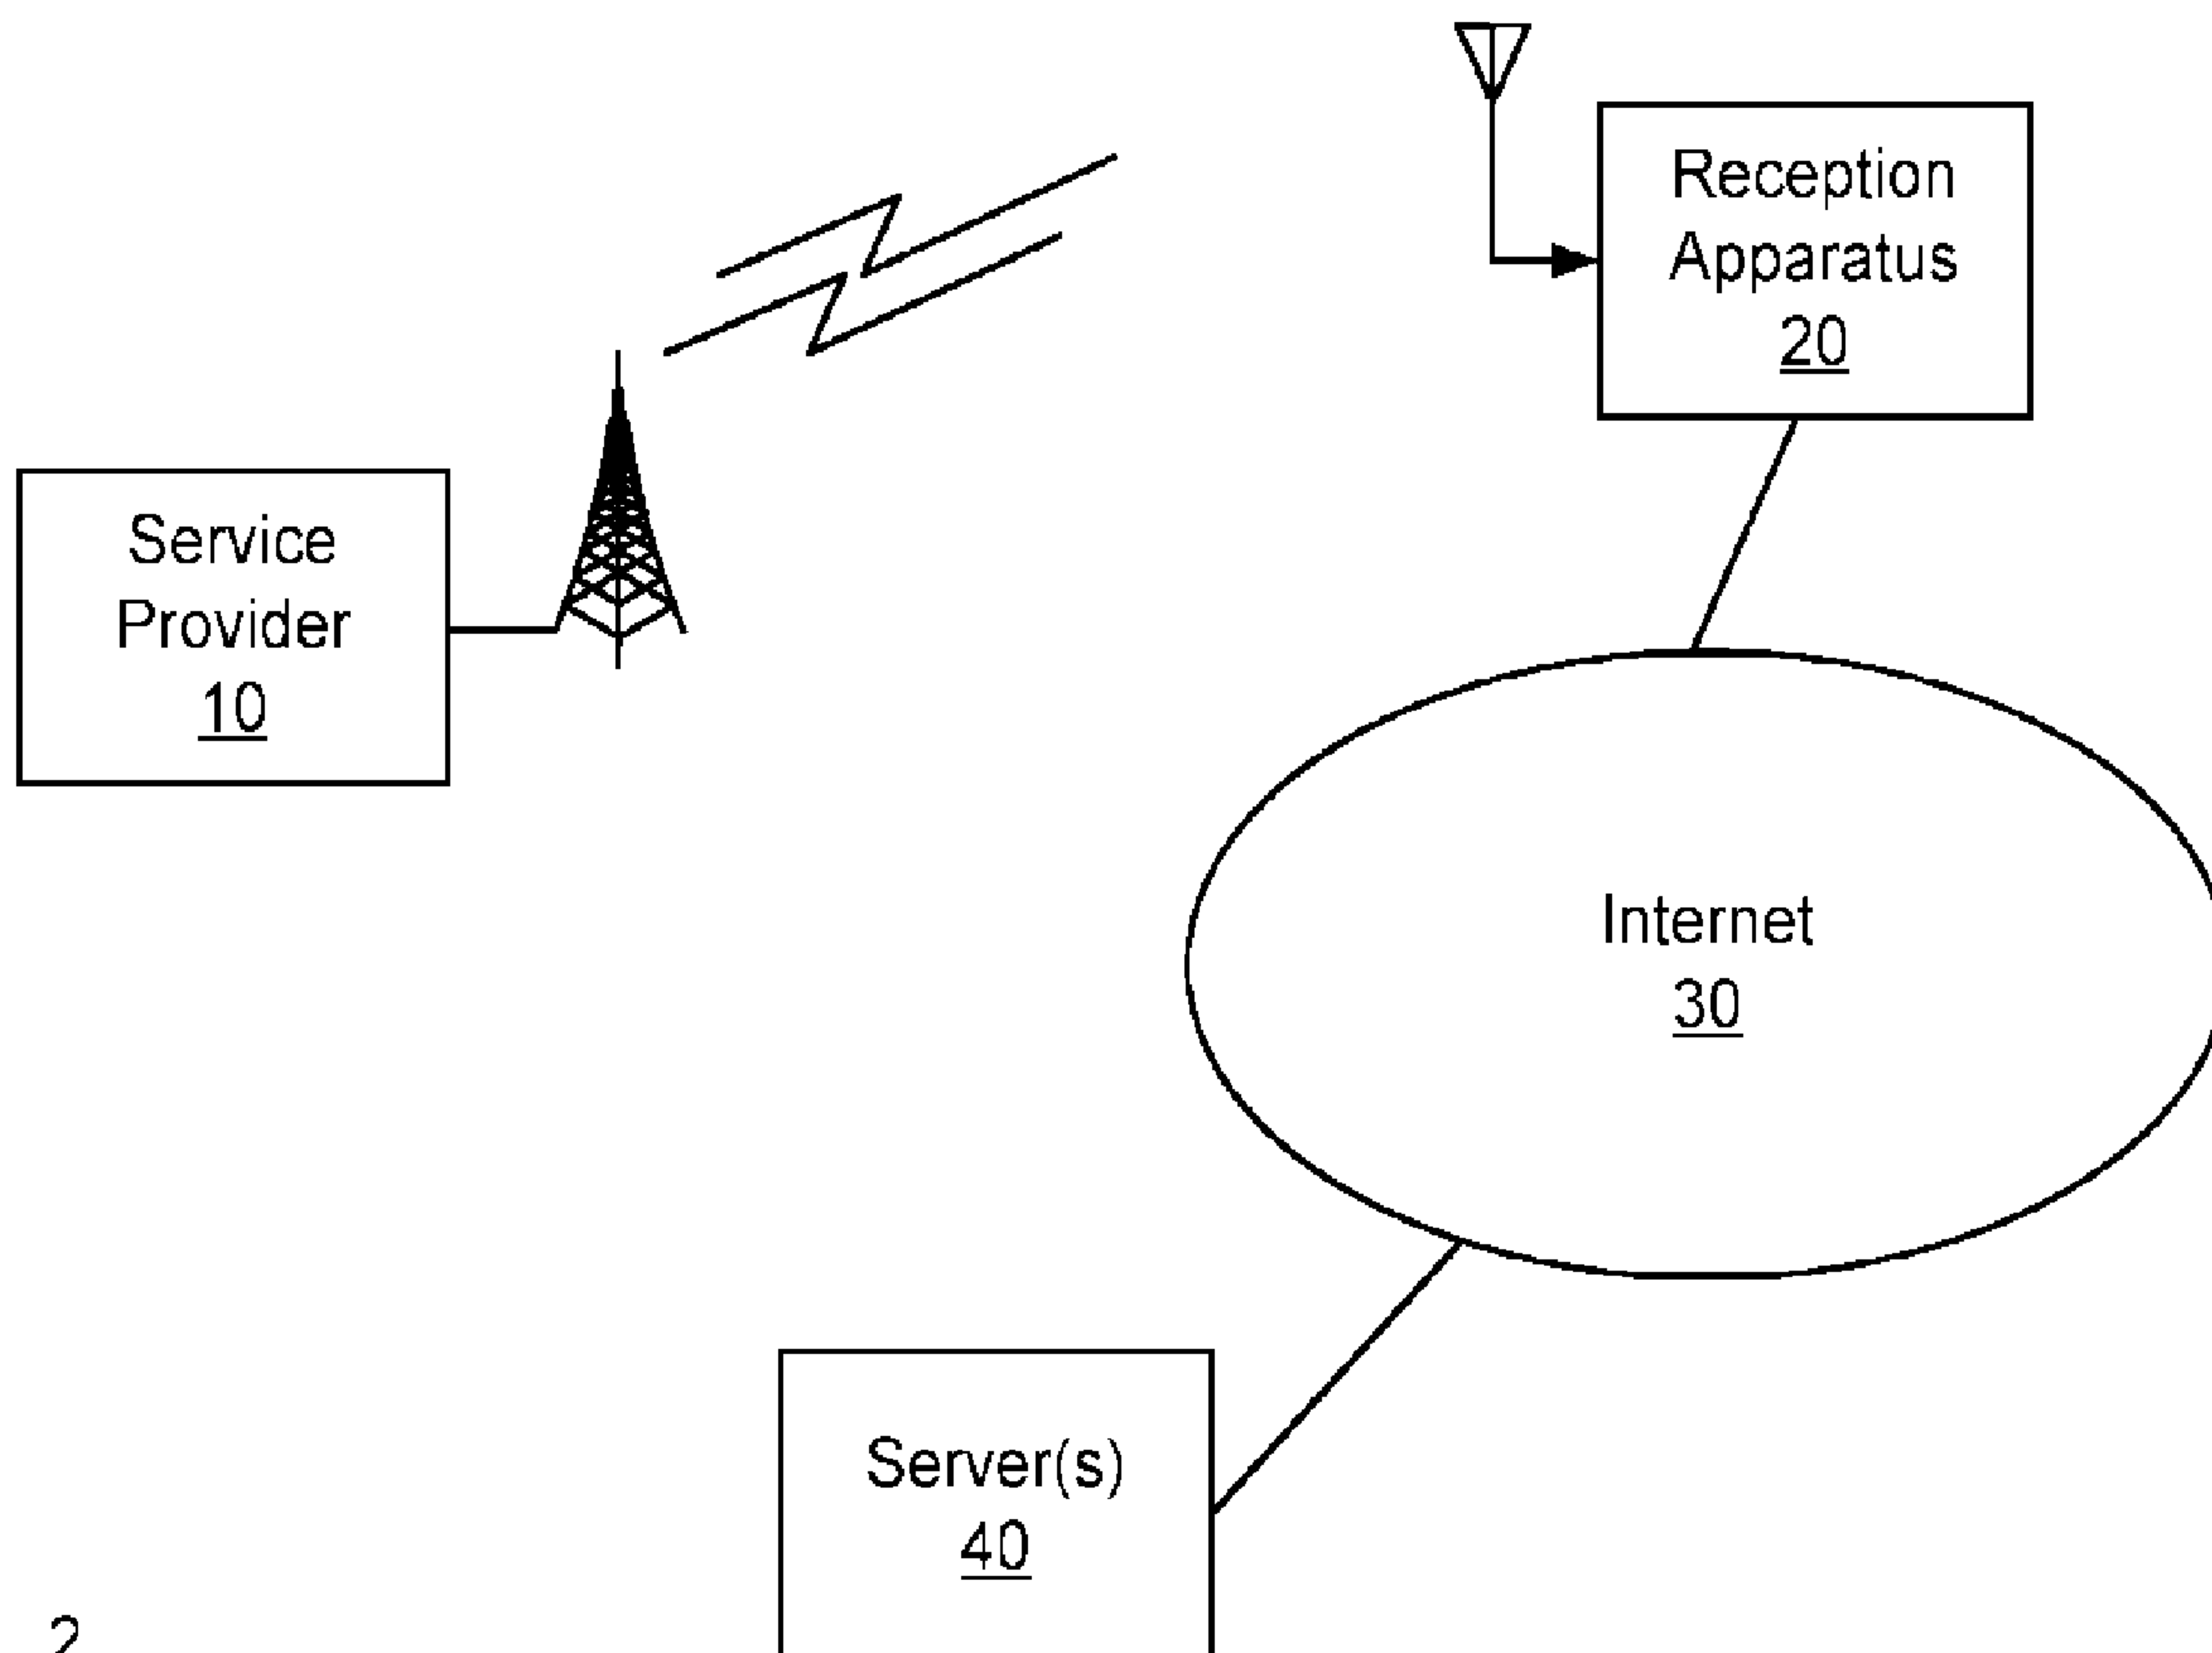 Reception
Apparatus
20
Service
Provider
10
Internet
30
Server(s)
40
2